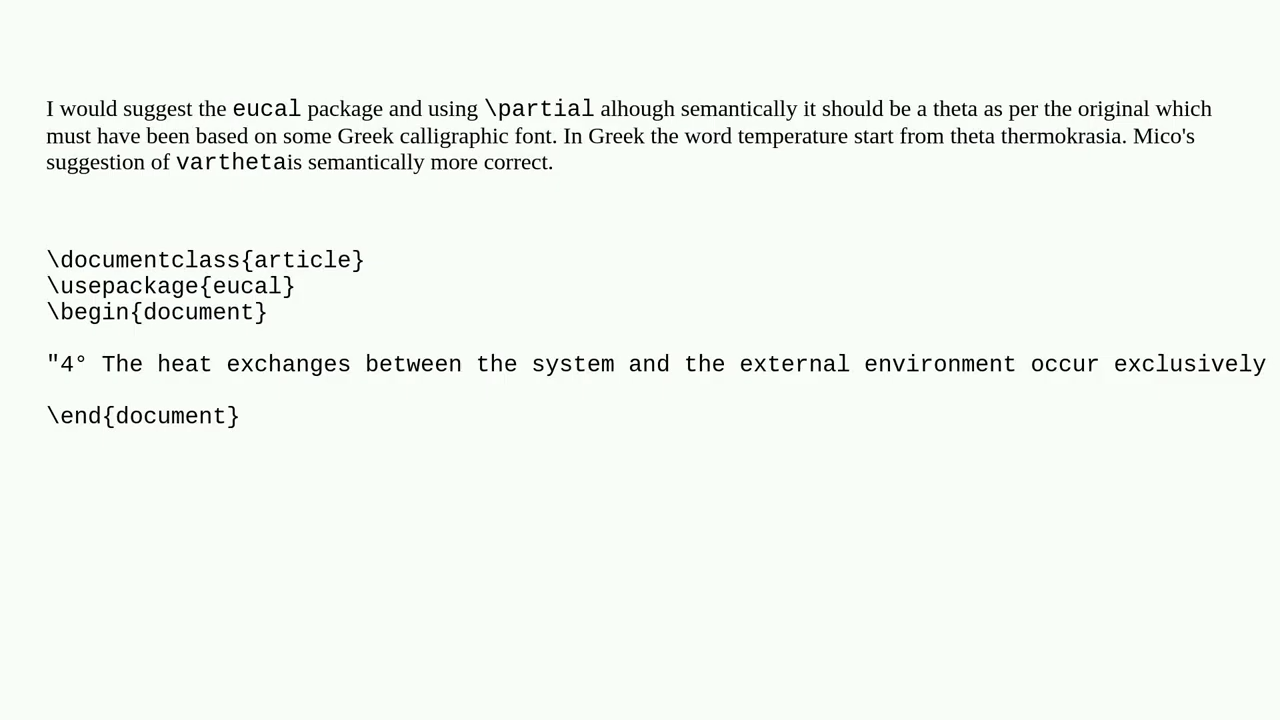 I would suggest the eucal package and using \partial alhough semantically it should be a theta as per the original which
must have been based on some Greek calligraphic font. In Greek the word temperature start from theta thermokrasia. Mico's
suggestion of varthetais semantically more correct.
\documentclass{article}
\usepackage{eucal}
\begin{document}
"4° The heat exchanges between the system and the external environment occur exclusively
\end{document}